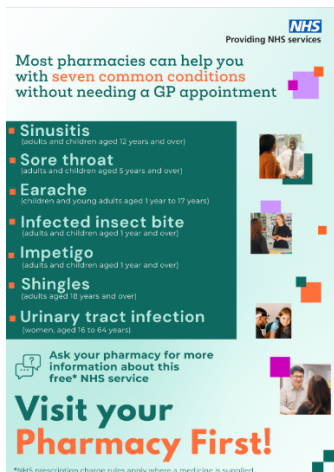 NHS
Providing NHS services
Most pharmacies can help you
with seven common conditions
without needing a GP appointment
Sinusitis
(adults and children aged 12 years and over)
Sore throat
(adults and children aged 5 years and over)
Earache
(children and young adults aged 1 year to 17 years)
Infected insect bite
(adults and children aged 1 year and over)
Impetigo
(adults and children aged 1 year and over)
Shingles
(adults aged 18 years and over)
Urinary tract infection
(women, aged 16 to 64 years)
Ask your pharmacy for more
information about this
free* NHS service
Visit your
Pharmacy First!
*NHS prescription charge rules apply where a medicine is supplied